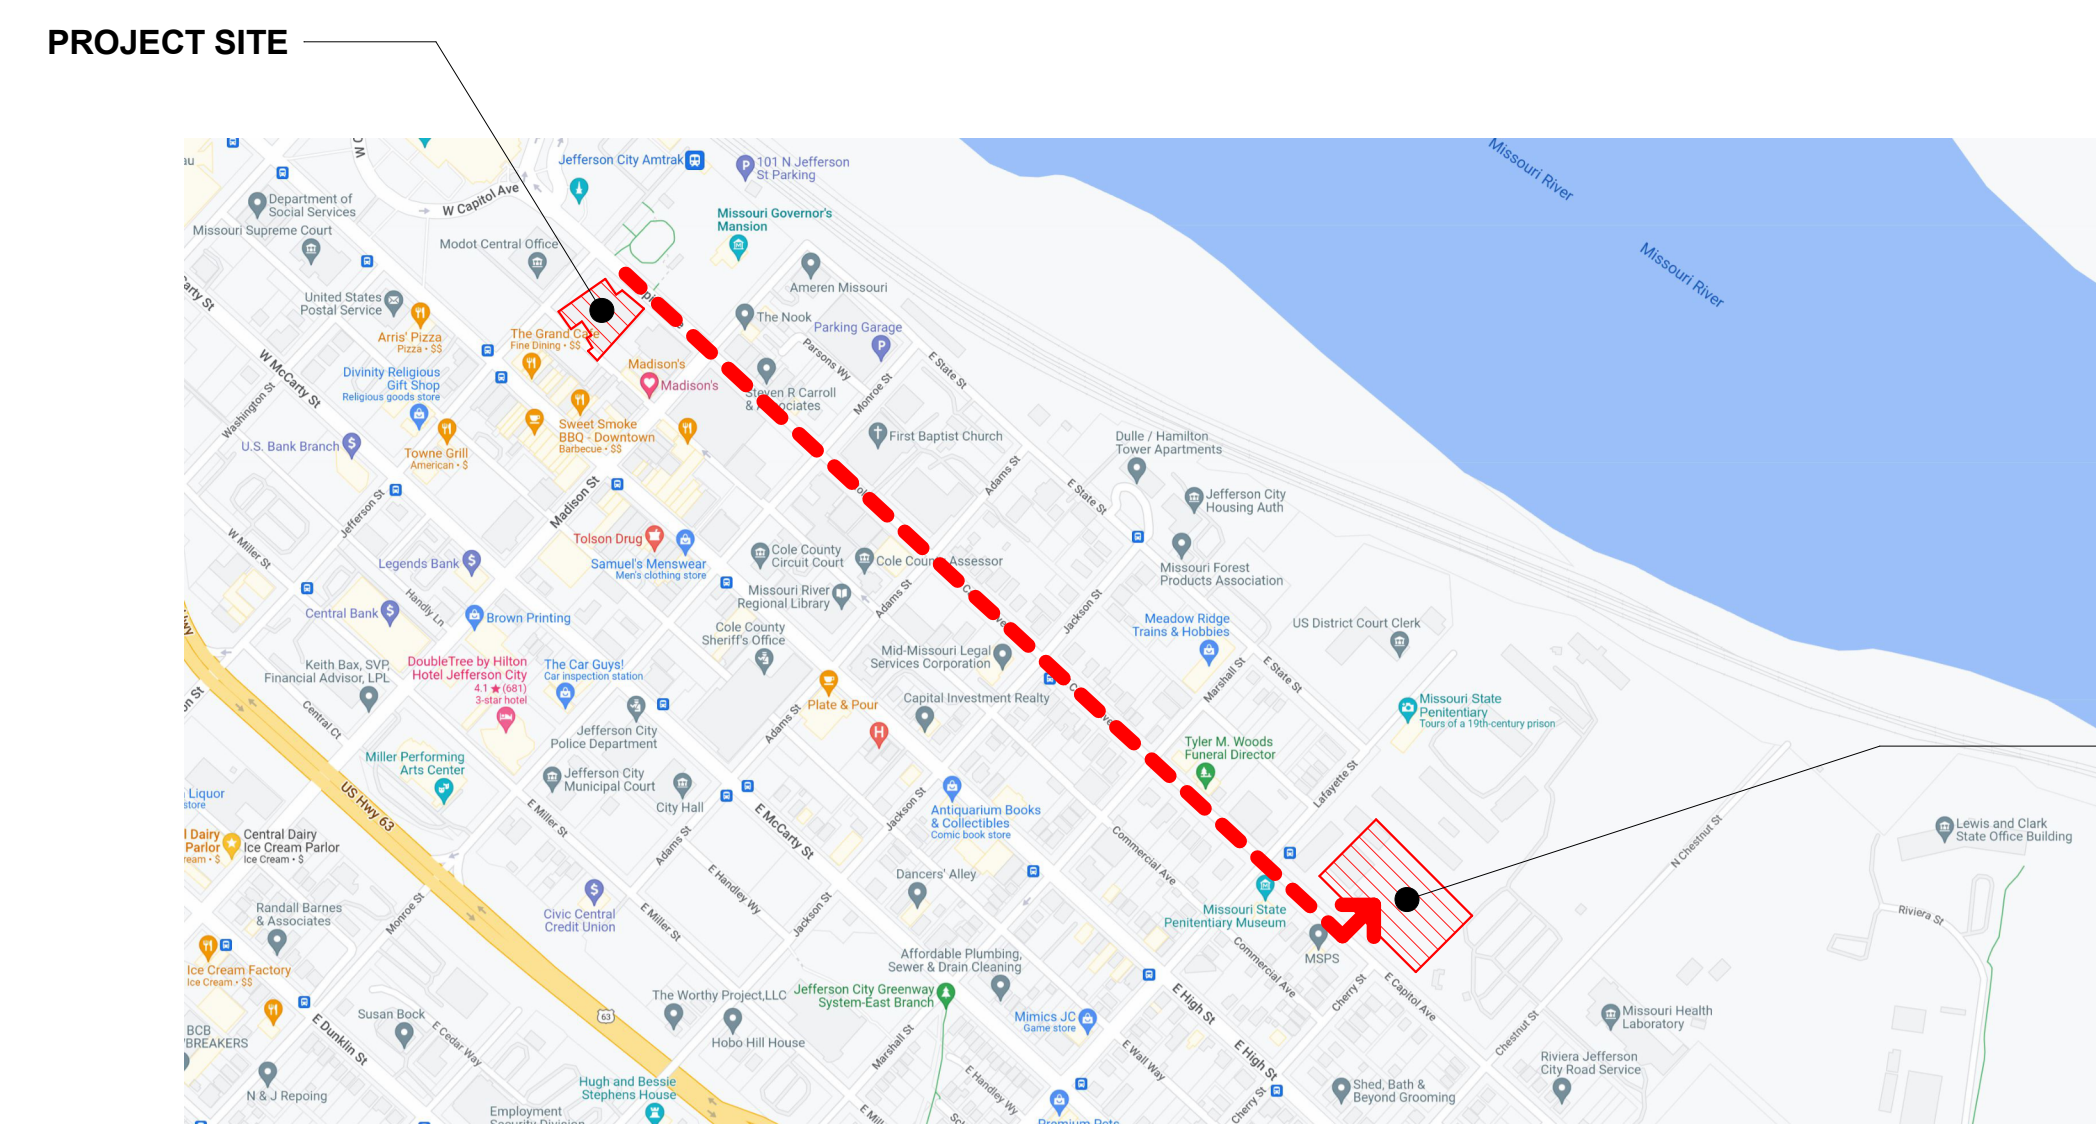 PROJECT SITE
Jefferson City Amtrak
101 N Jefferson
St Parking
Missouri River
Department of
Social Services
W Capitol Ave
Missouri Supreme Court
Missouri Governor's
Mansion
Modot Central Office
Missouri River
Ameren Missouri
United States
Postal Service
The Nook
Parking Garage
Arris' Pizza
Pizza • $$
The Grand Cafe
Fine Dining • $$
Parsons Wy
E State St
W McCarty St
Divinity Religious
Gift Shop
Religious goods store
Madison's
Madison's
Steven R Carroll
& Associates
Monroe St
Washington St
U.S. Bank Branch
Towne Grill
American • $
Sweet Smoke
BBQ - Downtown
Barbecue • $$
First Baptist Church
Dulle / Hamilton
Tower Apartments
Adams St
E State St
Jefferson City
Housing Auth
Madison St
Jefferson St
W Miller St
Tolson Drug
Legends Bank
Samuel's Menswear
Men's clothing store
Cole County
Circuit Court
Cole County Assessor
Missouri Forest
Products Association
Missouri River
Regional Library
Adams St
Handly Ln
Central Bank
Brown Printing
Cole County
Sheriff's Office
Jackson St
Meadow Ridge
Trains & Hobbies
US District Court Clerk
Keith Bax, SVP,
Financial Advisor, LPL
DoubleTree by Hilton
Hotel Jefferson City
4.1 ★ (681)
3-star hotel
The Car Guys!
Car inspection station
Mid-Missouri Legal
Services Corporation
Marshall St
E State St
Central Ct
Plate & Pour
Capital Investment Realty
Missouri State
Penitentiary
Tours of a 19th-century prison
Jefferson City
Police Department
Adams St
Miller Performing
Arts Center
Tyler M. Woods
Funeral Director
US Hwy 63
Jefferson City
Municipal Court
City Hall
Lafayette St
Liquor
store
E Miller St
E McCarty St
Jackson St
Antiquarium Books
& Collectibles
Comic book store
Commercial Ave
N Chestnut St
Lewis and Clark
State Office Building
Dairy
Parlor
Central Dairy
Ice Cream Parlor
Ice Cream • $
Adams St
E Handley Wy
Dancers' Alley
Randall Barnes
& Associates
Monroe St
Civic Central
Credit Union
E Miller St
Jackson St
Missouri State
Penitentiary Museum
Riviera St
MSPS
Commercial Ave
Affordable Plumbing,
Sewer & Drain Cleaning
Ice Cream Factory
Ice Cream • $$
The Worthy Project,LLC
Jefferson City Greenway
System-East Branch
Cherry St
E Capitol Ave
E High St
Susan Bock
E Dunklin St
E Cedar Way
63
Hobo Hill House
Marshall St
Mimics JC
Game store
Missouri Health
Laboratory
BCB
BREAKERS
E Wall Way
E High St
Chestnut St
Riviera Jefferson
City Road Service
N & J Repoing
Hugh and Bessie
Stephens House
E Handley Wy
Shed, Bath &
Beyond Grooming
Cherry St
Employment
Security Division
Premium Pets